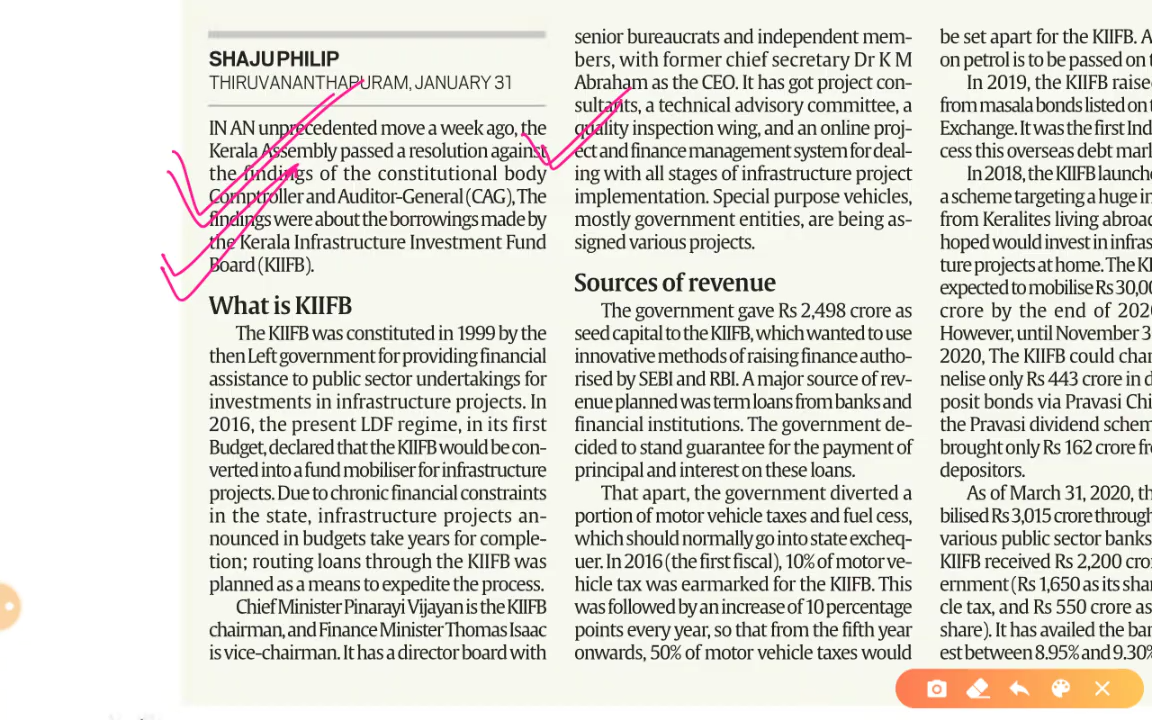 SHAJU PHILIP
THIRUVANANTHAPURAM, JANUARY 31
IN AN unprecedented move a week ago, the
Kerala Assembly passed a resolution against
the findings of the constitutional body
Comptroller and Auditor-General (CAG), The
findings were about the borrowings made by
the Kerala Infrastructure Investment Fund
Board (KIIFB).
What is KIIFB
The KIIFB was constituted in 1999 by the
then Left government for providing financial
assistance to public sector undertakings for
investments in infrastructure projects. In
2016, the present LDF regime, in its first
Budget, declared that the KIIFB would be con-
verted into a fund mobiliser for infrastructure
projects. Due to chronic financial constraints
in the state, infrastructure projects an-
nounced in budgets take years for comple-
tion; routing loans through the KIIFB was
planned as a means to expedite the process.
Chief Minister Pinarayi Vijayan is the KIIFB
chairman, and Finance Minister Thomas Isaac
is vice-chairman. It has a director board with
senior bureaucrats and independent mem-
bers, with former chief secretary Dr K M
Abraham as the CEO. It has got project con-
sultants, a technical advisory committee, a
quality inspection wing, and an online proj-
ect and finance management system for deal-
ing with all stages of infrastructure project
implementation. Special purpose vehicles,
mostly government entities, are being as-
signed various projects.
Sources of revenue
The government gave Rs 2,498 crore as
seed capital to the KIIFB, which wanted to use
innovative methods of raising finance autho-
rised by SEBI and RBI. A major source of rev-
enue planned was term loans from banks and
financial institutions. The government de-
cided to stand guarantee for the payment of
principal and interest on these loans.
That apart, the government diverted a
portion of motor vehicle taxes and fuel cess,
which should normally go into state excheq-
uer. In 2016 (the first fiscal), 10% of motor ve-
hicle tax was earmarked for the KIIFB. This
was followed by an increase of 10 percentage
points every year, so that from the fifth year
onwards, 50% of motor vehicle taxes would
be set apart for the KIIFB. A
on petrol is to be passed on t
In 2019, the KIIFB raise
from masala bonds listed on t
Exchange. It was the first Ind
cess this overseas debt mar
In 2018, the KIIFB launch
a scheme targeting a huge in
from Keralites living abroad
hoped would invest in infras
ture projects at home. The KI
expected to mobilise Rs 30,00
crore by the end of 202
However, until November 3
2020, The KIIFB could chan
nelise only Rs 443 crore in d
posit bonds via Pravasi Chi
the Pravasi dividend schem
brought only Rs 162 crore fr
depositors.
As of March 31, 2020, th
bilised Rs 3,015 crore through
various public sector banks
KIIFB received Rs 2,200 cro
ernment (Rs 1,650 as its shar
cle tax, and Rs 550 crore as
share). It has availed the ban
est between 8.95% and 9.30%